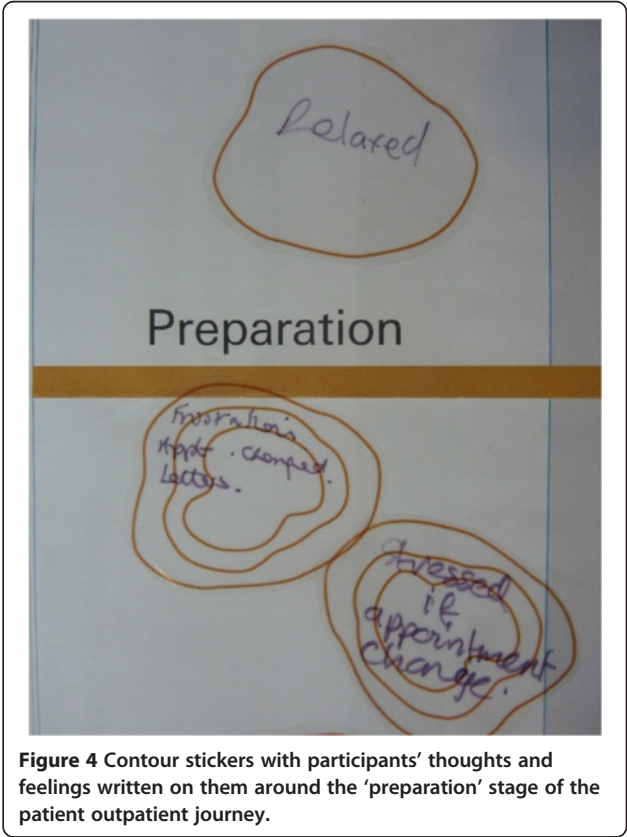 Relaxed
Preparation
Frustrations
Appt. changed.
Letters.
Stressed
if
appointment
change.
Figure 4 Contour stickers with participants’ thoughts and
feelings written on them around the ‘preparation’ stage of the
patient outpatient journey.